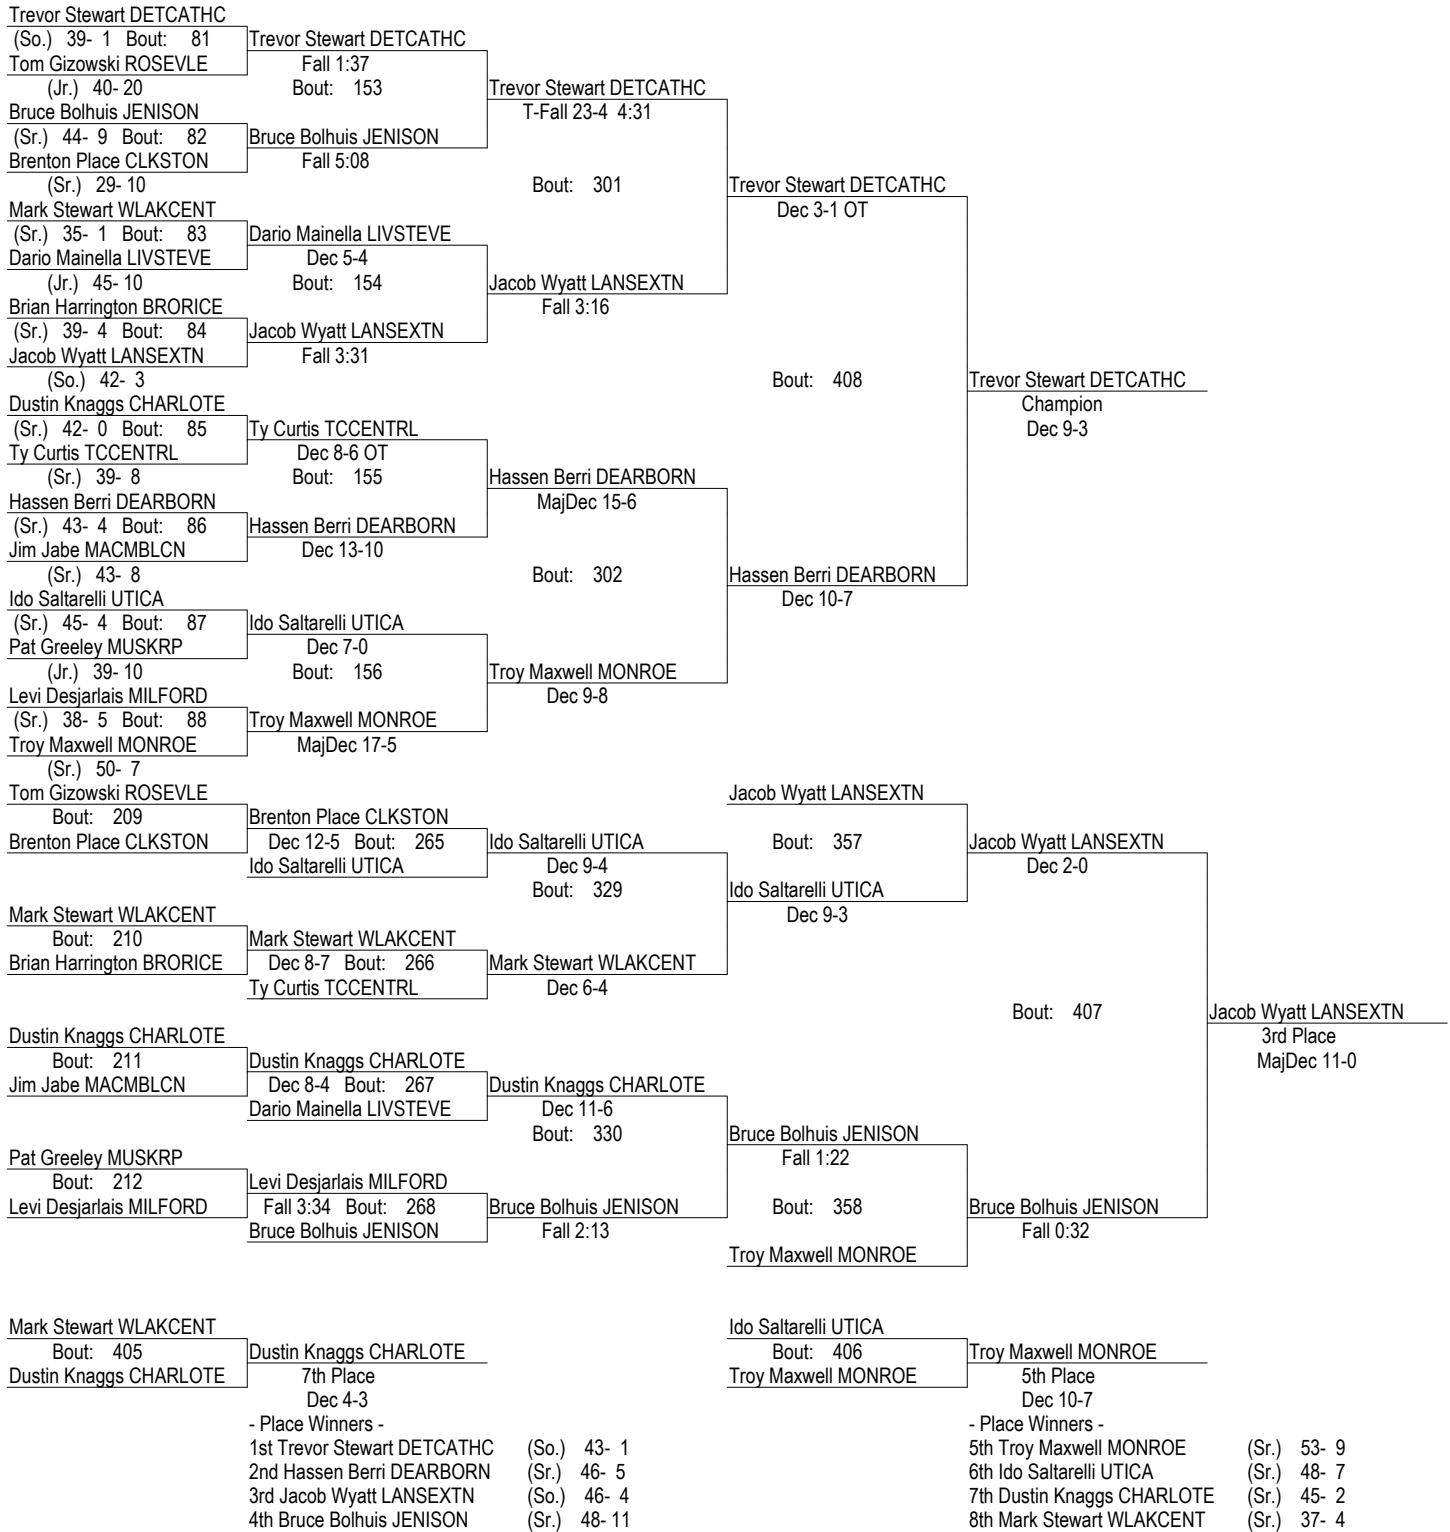 Trevor Stewart DETCATHC
(So.) 39- 1 Bout: 81 Trevor Stewart DETCATHC
Tom Gizowski ROSEVLE Fall 1:37
(Jr.) 40- 20 Bout: 153 Trevor Stewart DETCATHC
Bruce Bolhuis JENISON T-Fall 23-4 4:31
(Sr.) 44- 9 Bout: 82 Bruce Bolhuis JENISON
Brenton Place CLKSTON Fall 5:08
(Sr.) 29- 10 Bout: 301 Trevor Stewart DETCATHC
Mark Stewart WLAKCENT Dec 3-1 OT
(Sr.) 35- 1 Bout: 83 Dario Mainella LIVSTEVE
Dario Mainella LIVSTEVE Dec 5-4
(Jr.) 45- 10 Bout: 154 Jacob Wyatt LANSEXTN
Brian Harrington BRORICE Fall 3:16
(Sr.) 39- 4 Bout: 84 Jacob Wyatt LANSEXTN
Jacob Wyatt LANSEXTN Fall 3:31
(So.) 42- 3 Bout: 408 Trevor Stewart DETCATHC
Dustin Knaggs CHARLOTE Champion
(Sr.) 42- 0 Bout: 85 Ty Curtis TCCENTRL Dec 9-3
Ty Curtis TCCENTRL Dec 8-6 OT
(Sr.) 39- 8 Bout: 155 Hassen Berri DEARBORN
Hassen Berri DEARBORN MajDec 15-6
(Sr.) 43- 4 Bout: 86 Hassen Berri DEARBORN
Jim Jabe MACMBLCN Dec 13-10
(Sr.) 43- 8 Bout: 302 Hassen Berri DEARBORN
Ido Saltarelli UTICA Dec 10-7
(Sr.) 45- 4 Bout: 87 Ido Saltarelli UTICA
Pat Greeley MUSKRP Dec 7-0
(Jr.) 39- 10 Bout: 156 Troy Maxwell MONROE
Levi Desjarlais MILFORD Dec 9-8
(Sr.) 38- 5 Bout: 88 Troy Maxwell MONROE
Troy Maxwell MONROE MajDec 17-5
(Sr.) 50- 7
Tom Gizowski ROSEVLE Jacob Wyatt LANSEXTN
Bout: 209 Brenton Place CLKSTON
Brenton Place CLKSTON Dec 12-5 Bout: 265 Ido Saltarelli UTICA Bout: 357 Jacob Wyatt LANSEXTN
Ido Saltarelli UTICA Dec 9-4 Dec 2-0
Bout: 329 Ido Saltarelli UTICA
Mark Stewart WLAKCENT Dec 9-3
Bout: 210 Mark Stewart WLAKCENT
Brian Harrington BRORICE Dec 8-7 Bout: 266 Mark Stewart WLAKCENT
Ty Curtis TCCENTRL Dec 6-4
Bout: 407 Jacob Wyatt LANSEXTN
Dustin Knaggs CHARLOTE 3rd Place
Bout: 211 Dustin Knaggs CHARLOTE MajDec 11-0
Jim Jabe MACMBLCN Dec 8-4 Bout: 267 Dustin Knaggs CHARLOTE
Dario Mainella LIVSTEVE Dec 11-6
Bout: 330 Bruce Bolhuis JENISON
Pat Greeley MUSKRP Fall 1:22
Bout: 212 Levi Desjarlais MILFORD
Levi Desjarlais MILFORD Fall 3:34 Bout: 268 Bruce Bolhuis JENISON Bout: 358 Bruce Bolhuis JENISON
Bruce Bolhuis JENISON Fall 2:13 Fall 0:32
Troy Maxwell MONROE
Mark Stewart WLAKCENT Ido Saltarelli UTICA
Bout: 405 Dustin Knaggs CHARLOTE Bout: 406 Troy Maxwell MONROE
Dustin Knaggs CHARLOTE 7th Place Troy Maxwell MONROE 5th Place
Dec 4-3 Dec 10-7
- Place Winners - - Place Winners -
1st Trevor Stewart DETCATHC (So.) 43- 1 5th Troy Maxwell MONROE (Sr.) 53- 9
2nd Hassen Berri DEARBORN (Sr.) 46- 5 6th Ido Saltarelli UTICA (Sr.) 48- 7
3rd Jacob Wyatt LANSEXTN (So.) 46- 4 7th Dustin Knaggs CHARLOTE (Sr.) 45- 2
4th Bruce Bolhuis JENISON (Sr.) 48- 11 8th Mark Stewart WLAKCENT (Sr.) 37- 4